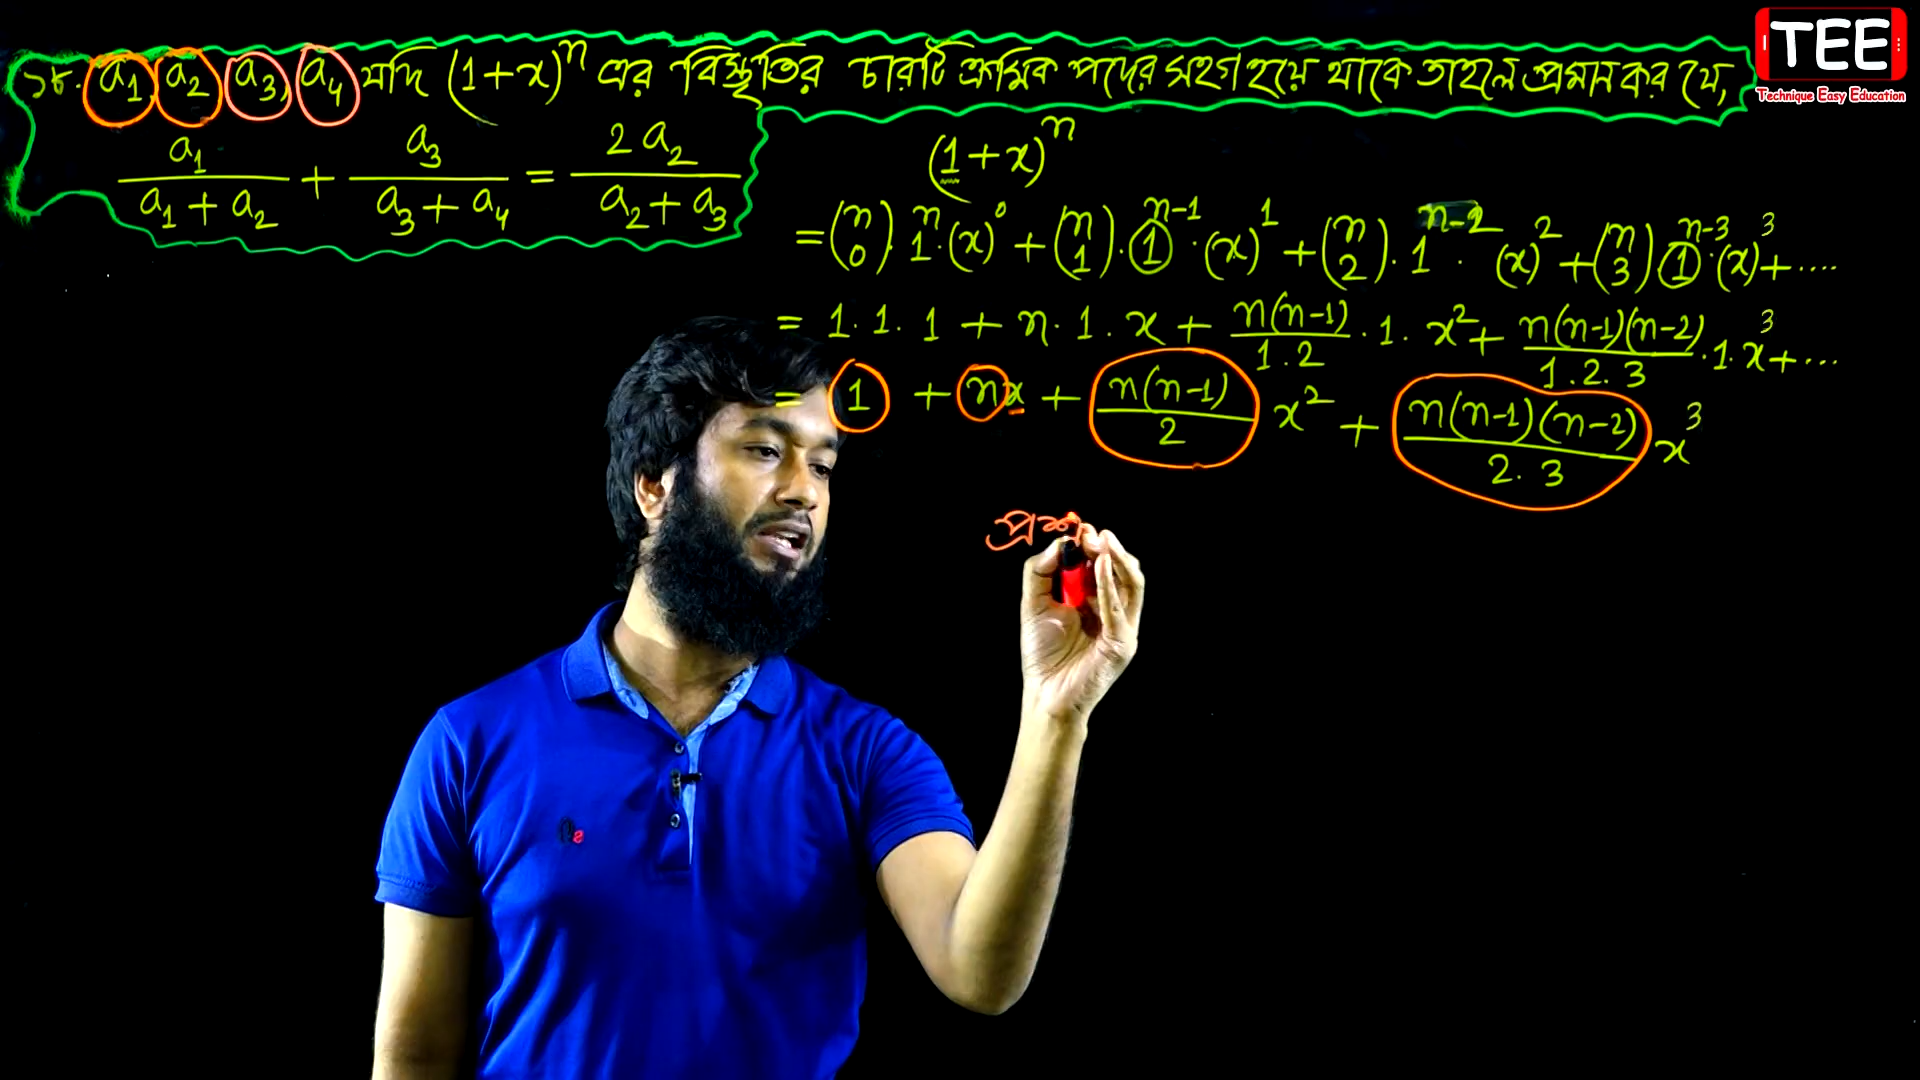 ১৮. a₁, a₂, a₃, a₄ যদি (1+x)ⁿ এর বিস্তৃতির চারটি ক্রমিক পদের সহগ হয়ে থাকে তাহলে প্রমান কর যে,
a₁/(a₁+a₂) + a₃/(a₃+a₄) = 2a₂/(a₂+a₃)
(1+x)ⁿ
= (n 0)·1ⁿ·(x)⁰ + (n 1)·1ⁿ⁻¹·(x)¹ + (n 2)·1ⁿ⁻²·(x)² + (n 3)·1ⁿ⁻³·(x)³ + ....
= 1·1·1 + n·1·x + n(n-1)/1.2·1·x² + n(n-1)(n-2)/1.2.3·1·x³ + ...
= 1 + nx + n(n-1)/2 x² + n(n-1)(n-2)/2.3 x³
TEE
Technique Easy Education